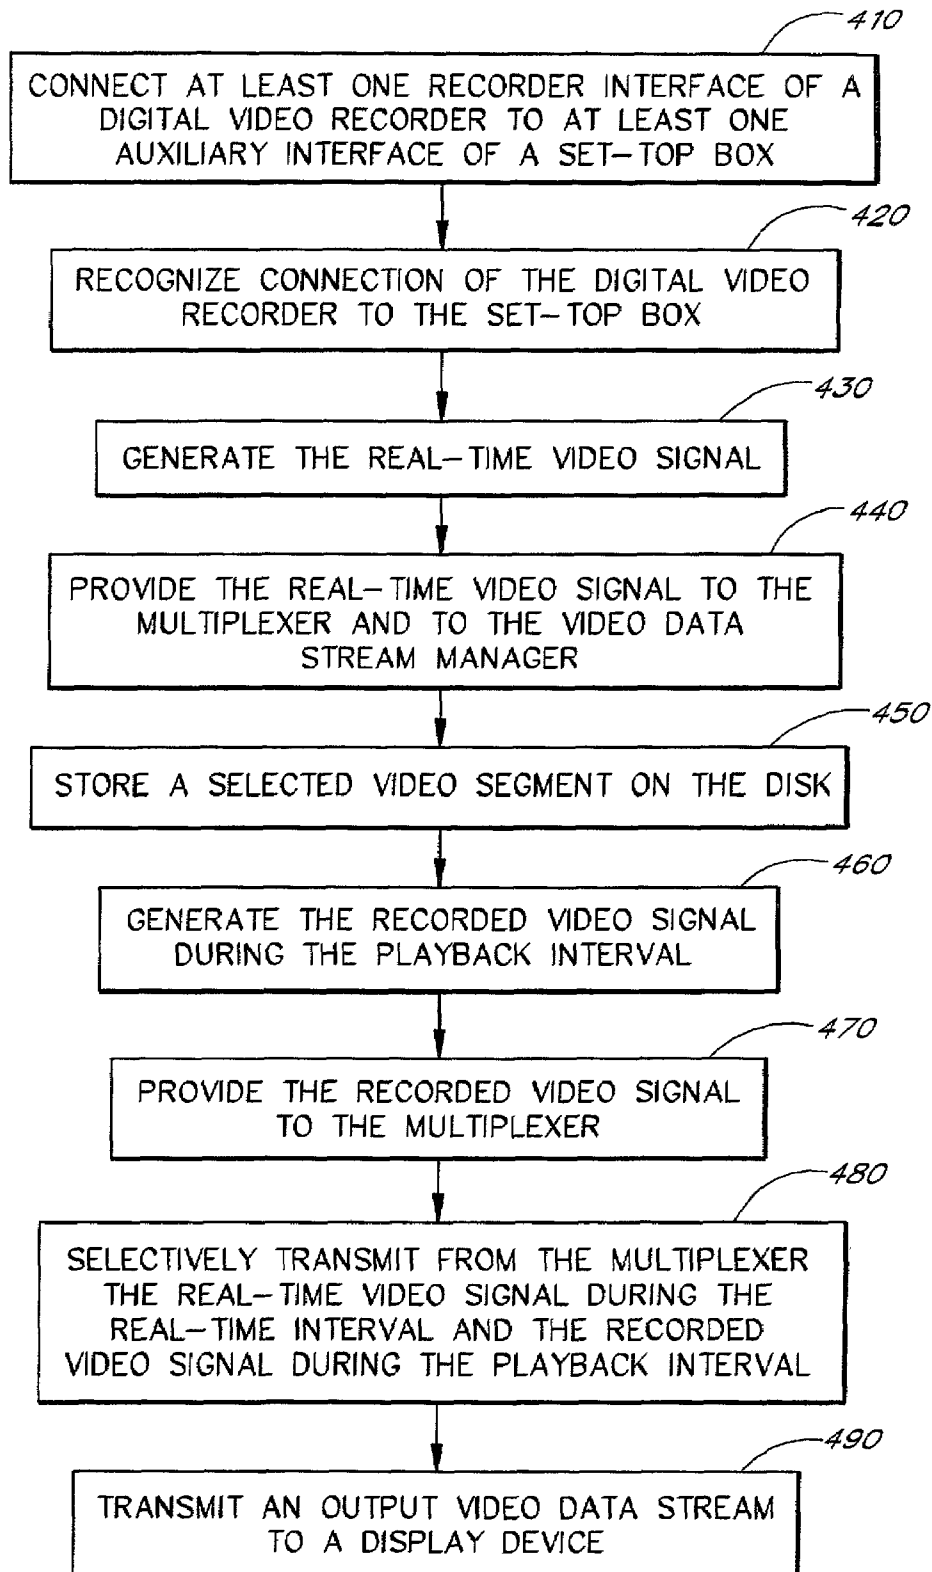 410
CONNECT AT LEAST ONE RECORDER INTERFACE OF A
DIGITAL VIDEO RECORDER TO AT LEAST ONE
AUXILIARY INTERFACE OF A SET-TOP BOX
420
RECOGNIZE CONNECTION OF THE DIGITAL VIDEO
RECORDER TO THE SET-TOP BOX
430
GENERATE THE REAL-TIME VIDEO SIGNAL
440
PROVIDE THE REAL-TIME VIDEO SIGNAL TO THE
MULTIPLEXER AND TO THE VIDEO DATA
STREAM MANAGER
450
STORE A SELECTED VIDEO SEGMENT ON THE DISK
460
GENERATE THE RECORDED VIDEO SIGNAL
DURING THE PLAYBACK INTERVAL
470
PROVIDE THE RECORDED VIDEO SIGNAL
TO THE MULTIPLEXER
480
SELECTIVELY TRANSMIT FROM THE MULTIPLEXER
THE REAL-TIME VIDEO SIGNAL DURING THE
REAL-TIME INTERVAL AND THE RECORDED
VIDEO SIGNAL DURING THE PLAYBACK INTERVAL
490
TRANSMIT AN OUTPUT VIDEO DATA STREAM
TO A DISPLAY DEVICE